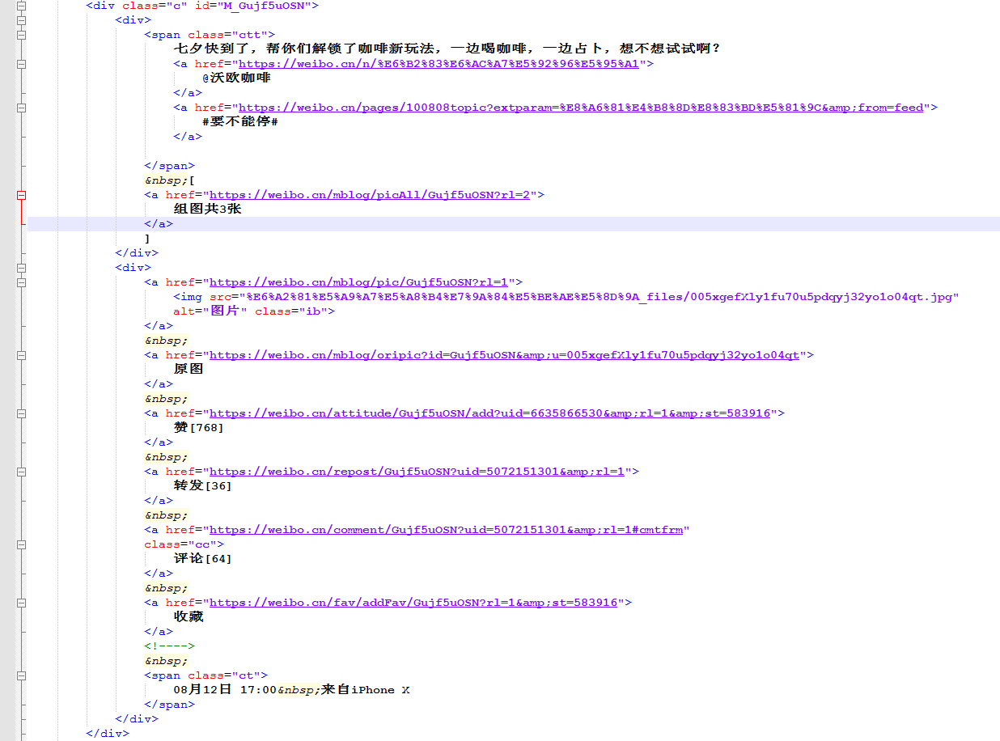 <div class="c" id="M_Gujf5uOSN">
<div>
<span class="ctt">
七夕快到了，帮你们解锁了咖啡新玩法，一边喝咖啡，一边占卜，想不想试试啊？
<a href="https://weibo.cn/n/%E6%B2%83%E6%AC%A7%E5%92%96%E5%95%A1">
@沃欧咖啡
</a>
<a href="https://weibo.cn/pages/100808topic?extparam=%E8%A6%81%E4%B8%8D%E8%83%BD%E5%81%9C&amp;from=feed">
#要不能停#
</a>
</span>
&nbsp;[
<a href="https://weibo.cn/mblog/picAll/Gujf5uOSN?rl=2">
组图共3张
</a>
]
</div>
<div>
<a href="https://weibo.cn/mblog/pic/Gujf5uOSN?rl=1">
<img src="%E6%A2%81%E5%A9%A7%E5%A8%B4%E7%9A%84%E5%BE%AE%E5%8D%9A_files/005xgefXly1fu70u5pdqyj32yo1o04qt.jpg"
alt="图片" class="ib">
</a>
&nbsp;
<a href="https://weibo.cn/mblog/oripic?id=Gujf5uOSN&amp;u=005xgefXly1fu70u5pdqyj32yo1o04qt">
原图
</a>
&nbsp;
<a href="https://weibo.cn/attitude/Gujf5uOSN/add?uid=6635866530&amp;rl=1&amp;st=583916">
赞[768]
</a>
&nbsp;
<a href="https://weibo.cn/repost/Gujf5uOSN?uid=5072151301&amp;rl=1">
转发[36]
</a>
&nbsp;
<a href="https://weibo.cn/comment/Gujf5uOSN?uid=5072151301&amp;rl=1#cmtfrm"
class="cc">
评论[64]
</a>
&nbsp;
<a href="https://weibo.cn/fav/addFav/Gujf5uOSN?rl=1&amp;st=583916">
收藏
</a>
<!---->
&nbsp;
<span class="ct">
08月12日 17:00&nbsp;来自iPhone X
</span>
</div>
</div>